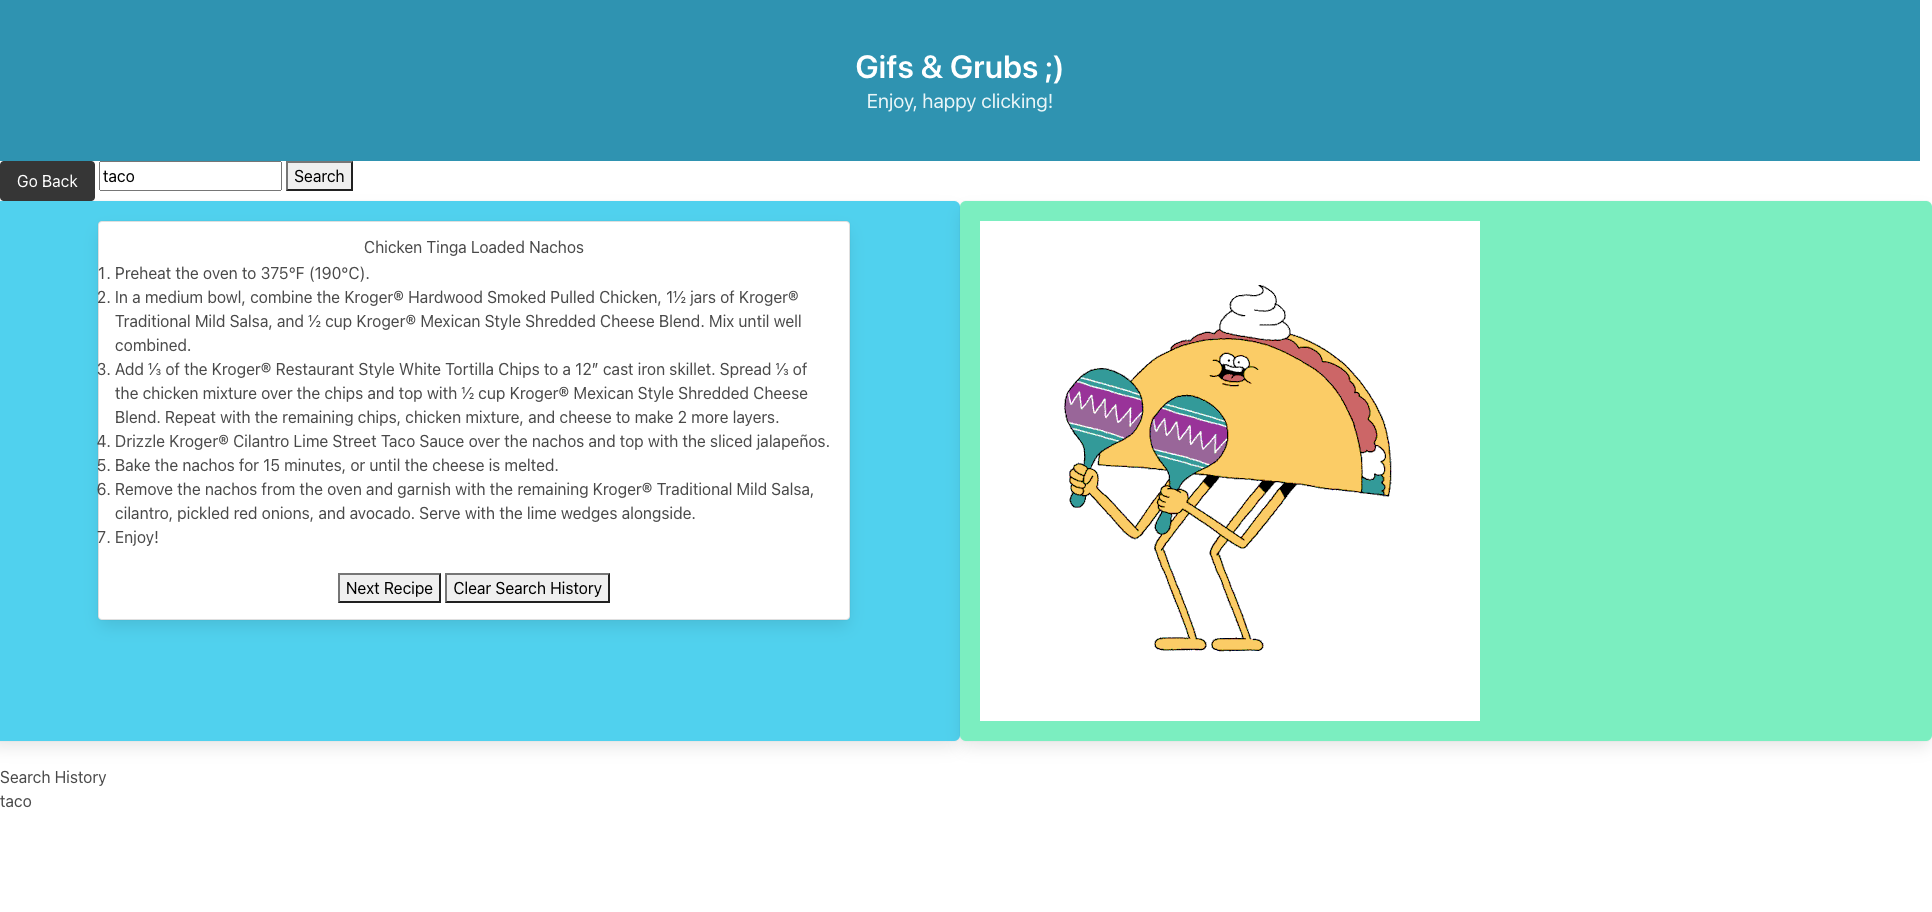 Gifs & Grubs ;)
Enjoy, happy clicking!
Go Back taco Search
Chicken Tinga Loaded Nachos
1. Preheat the oven to 375°F (190°C).
2. In a medium bowl, combine the Kroger® Hardwood Smoked Pulled Chicken, 1½ jars of Kroger®
Traditional Mild Salsa, and ½ cup Kroger® Mexican Style Shredded Cheese Blend. Mix until well
combined.
3. Add ⅓ of the Kroger® Restaurant Style White Tortilla Chips to a 12” cast iron skillet. Spread ⅓ of
the chicken mixture over the chips and top with ½ cup Kroger® Mexican Style Shredded Cheese
Blend. Repeat with the remaining chips, chicken mixture, and cheese to make 2 more layers.
4. Drizzle Kroger® Cilantro Lime Street Taco Sauce over the nachos and top with the sliced jalapeños.
5. Bake the nachos for 15 minutes, or until the cheese is melted.
6. Remove the nachos from the oven and garnish with the remaining Kroger® Traditional Mild Salsa,
cilantro, pickled red onions, and avocado. Serve with the lime wedges alongside.
7. Enjoy!
Next Recipe Clear Search History
Search History
taco